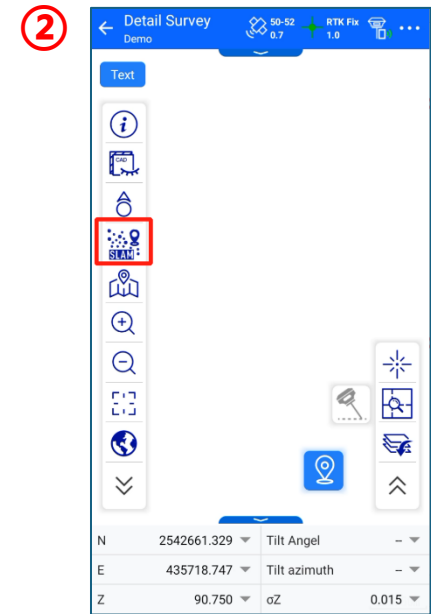 ②
Detail Survey
Demo
50-52
0.7
RTK Fix
1.0
Text
CAD
SLAM
N 2542661.329 Tilt Angel --
E 435718.747 Tilt azimuth --
Z 90.750 σZ 0.015